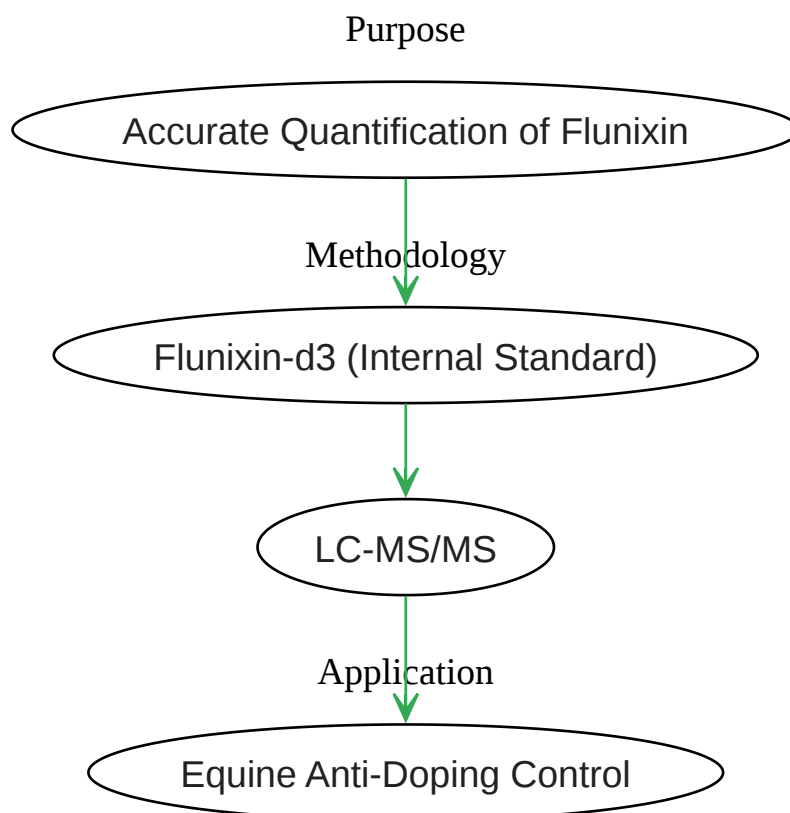 Purpose
Accurate Quantification of Flunixin
Methodology
Flunixin-d3 (Internal Standard)
LC-MS/MS
Application
Equine Anti-Doping Control